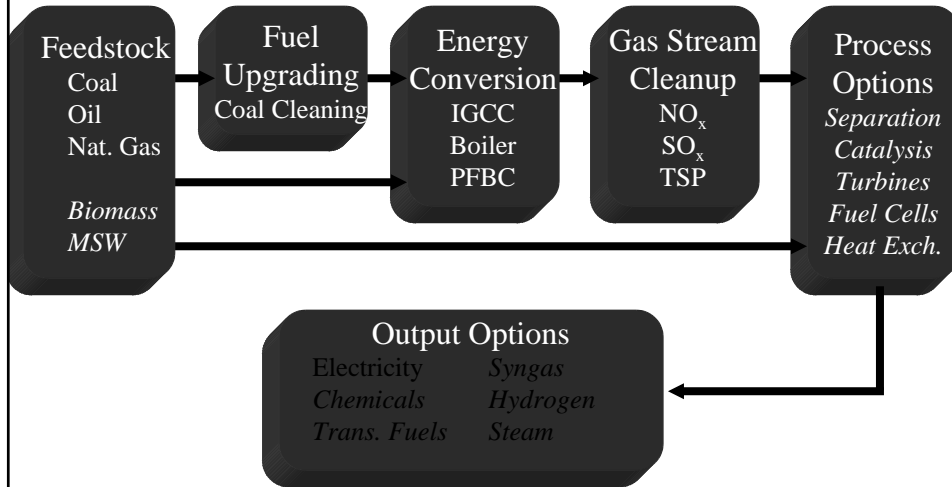 Feedstock
Coal
Oil
Nat. Gas
Biomass
MSW
Fuel
Upgrading
Coal Cleaning
Energy
Conversion
IGCC
Boiler
PFBC
Gas Stream
Cleanup
NOₓ
SOₓ
TSP
Process
Options
Separation
Catalysis
Turbines
Fuel Cells
Heat Exch.
Output Options
Electricity Syngas
Chemicals Hydrogen
Trans. Fuels Steam